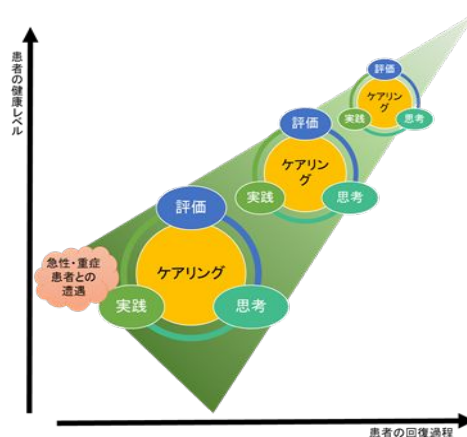 患者の健康レベル
評価
ケアリン
グ
実践
思考
評価
ケアリン
グ
実践
思考
評価
ケアリング
実践
思考
急性・重症
患者との
遭遇
患者の回復過程